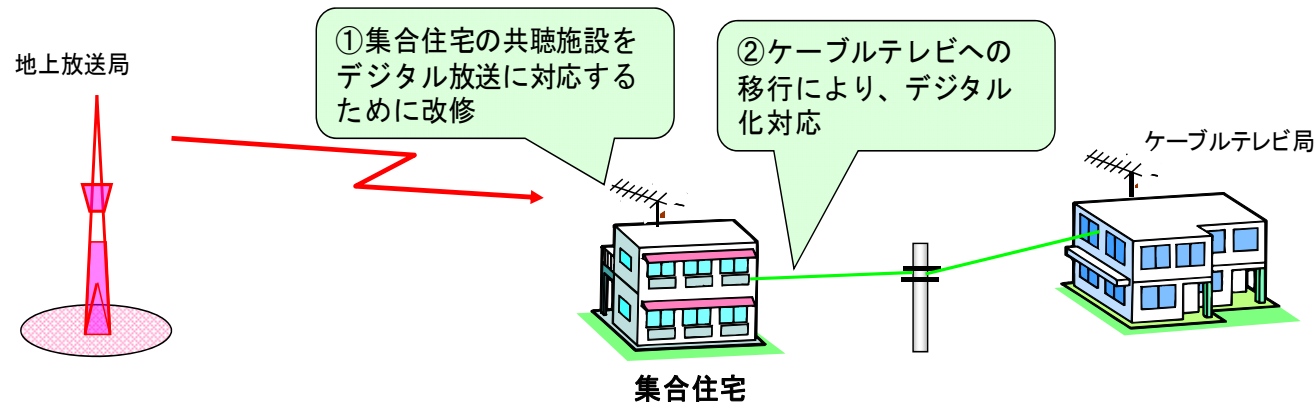 地上放送局
①集合住宅の共聴施設を
デジタル放送に対応する
ために改修
②ケーブルテレビへの
移行により、デジタル
化対応
ケーブルテレビ局
集合住宅